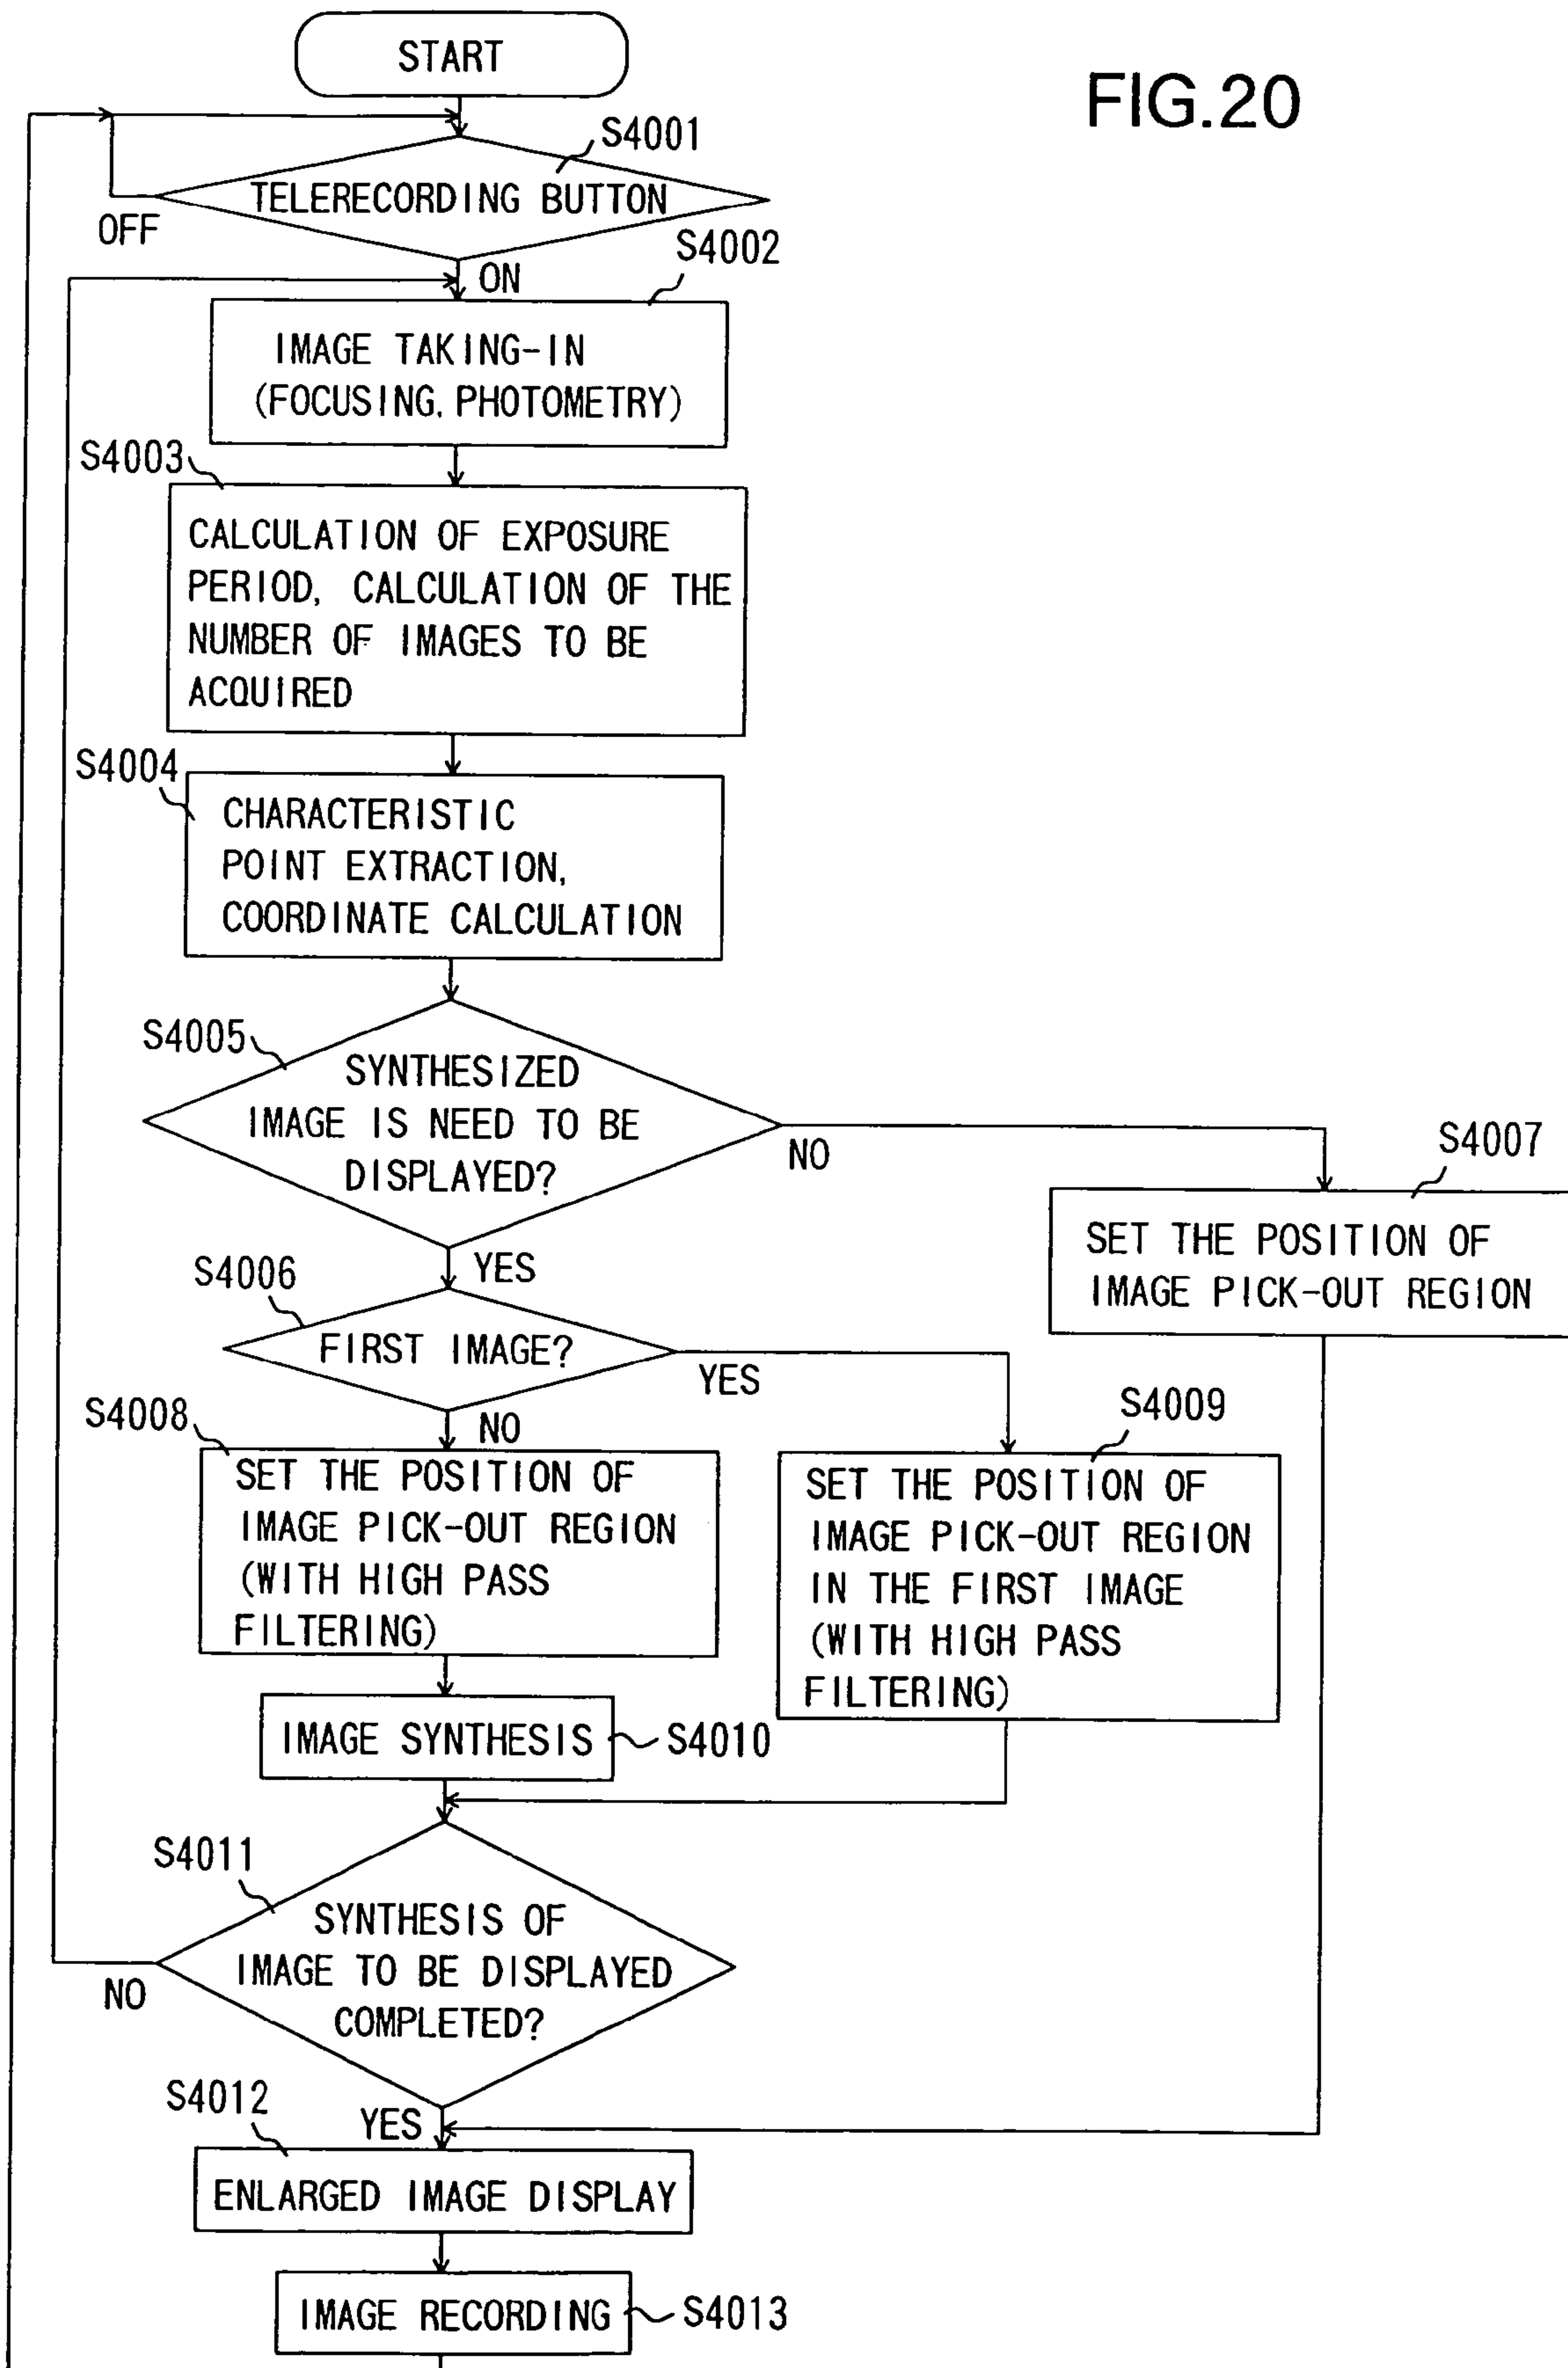 START
FIG.20
S4001
TELERECORDING BUTTON
OFF
S4002
ON
IMAGE TAKING-IN
(FOCUSING, PHOTOMETRY)
S4003
CALCULATION OF EXPOSURE
PERIOD, CALCULATION OF THE
NUMBER OF IMAGES TO BE
ACQUIRED
S4004
CHARACTERISTIC
POINT EXTRACTION,
COORDINATE CALCULATION
S4005
SYNTHESIZED
IMAGE IS NEED TO BE
DISPLAYED?
NO
S4007
SET THE POSITION OF
IMAGE PICK-OUT REGION
YES
S4006
FIRST IMAGE?
YES
S4008
NO
S4009
SET THE POSITION OF
IMAGE PICK-OUT REGION
(WITH HIGH PASS
FILTERING)
SET THE POSITION OF
IMAGE PICK-OUT REGION
IN THE FIRST IMAGE
(WITH HIGH PASS
FILTERING)
IMAGE SYNTHESIS
S4010
S4011
SYNTHESIS OF
IMAGE TO BE DISPLAYED
COMPLETED?
NO
S4012
YES
ENLARGED IMAGE DISPLAY
IMAGE RECORDING
S4013